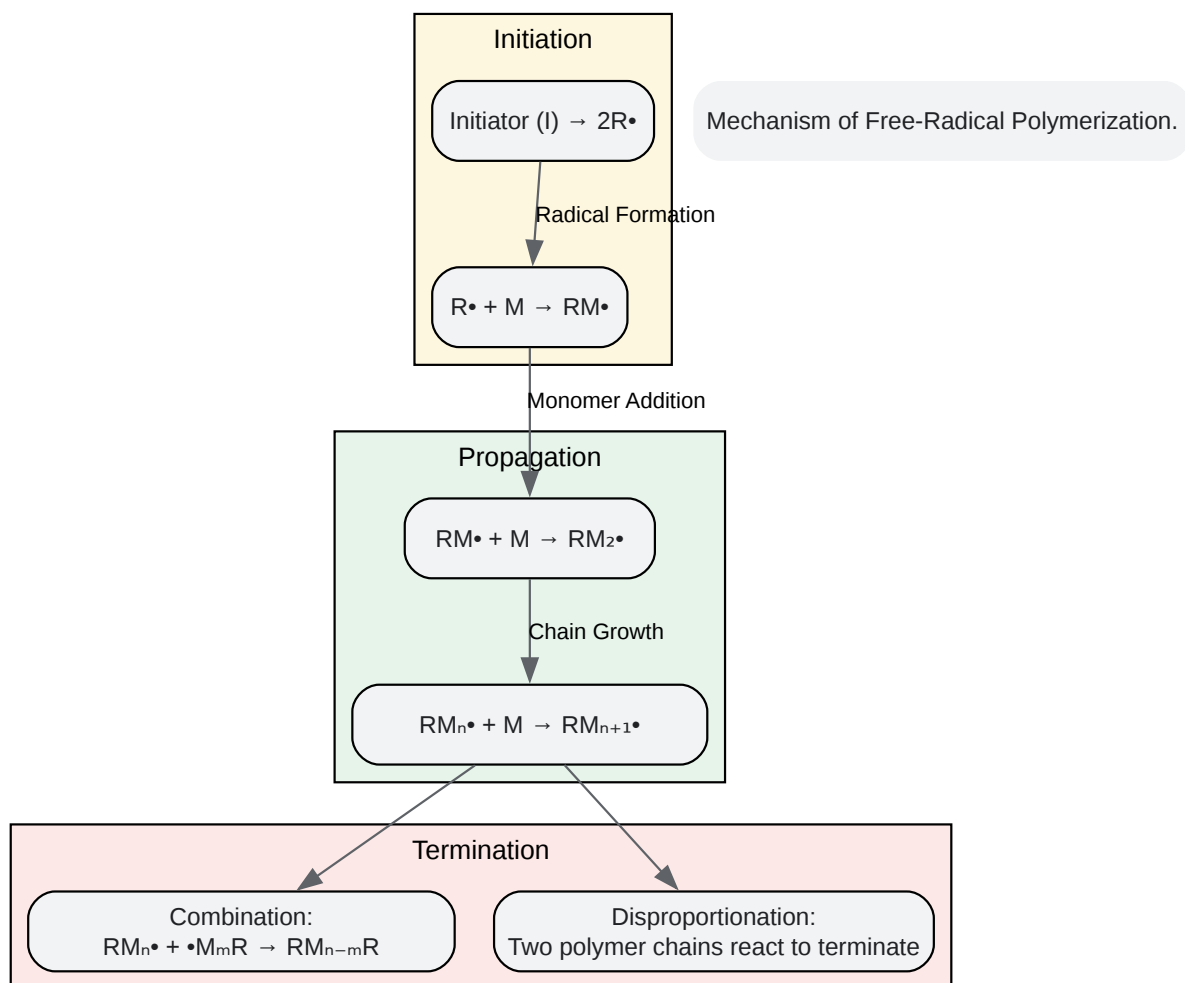 Initiation
Initiator (I) → 2R•
Mechanism of Free-Radical Polymerization.
Radical Formation
R• + M → RM•
Monomer Addition
Propagation
RM• + M → RM₂•
Chain Growth
RMₙ• + M → RMₙ₊₁•
Termination
Combination:
RMₙ• + •MₘR → RMₙ₋ₘR
Disproportionation:
Two polymer chains react to terminate